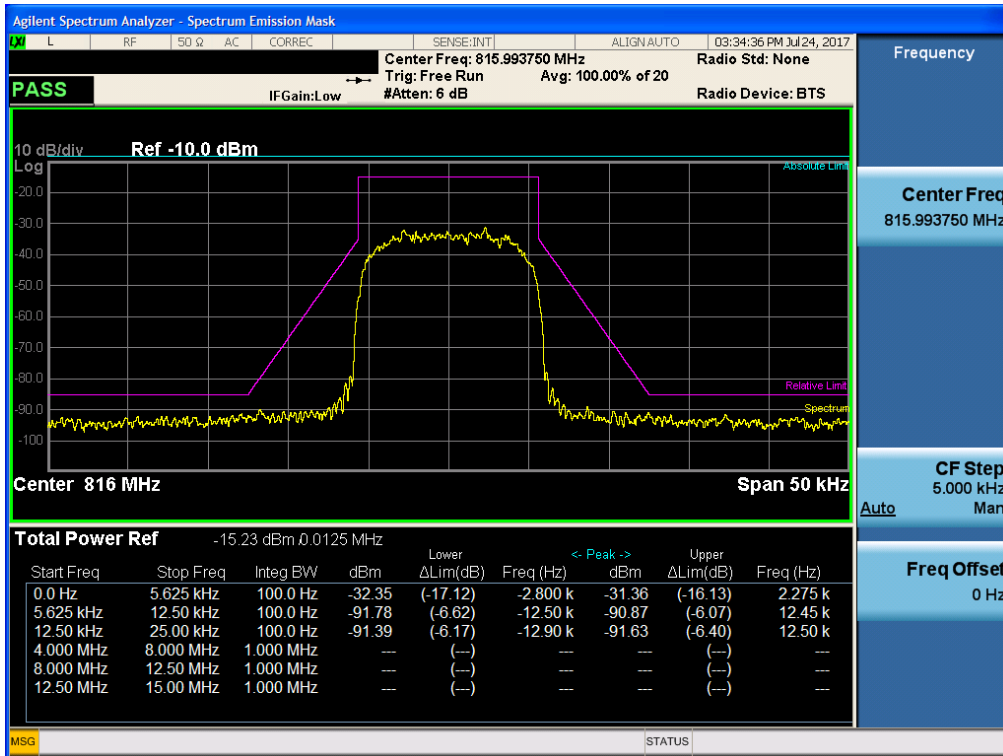 Agilent Spectrum Analyzer - Spectrum Emission Mask
LXI L RF 50 Ω AC CORREC SENSE:INT ALIGN AUTO 03:34:36 PM Jul 24, 2017
Center Freq: 815.993750 MHz Radio Std: None
Trig: Free Run Avg: 100.00% of 20
PASS IFGain:Low #Atten: 6 dB Radio Device: BTS
10 dB/div Ref -10.0 dBm
Log
Absolute Limit
-20.0
-30.0
-40.0
-50.0
-60.0
-70.0
-80.0
Relative Limit
-90.0
Spectrum
-100
Center 816 MHz Span 50 kHz
Total Power Ref -15.23 dBm / 0.0125 MHz
Lower <- Peak -> Upper
Start Freq Stop Freq Integ BW dBm ΔLim(dB) Freq (Hz) dBm ΔLim(dB) Freq (Hz)
0.0 Hz 5.625 kHz 100.0 Hz -32.35 (-17.12) -2.800 k -31.36 (-16.13) 2.275 k
5.625 kHz 12.50 kHz 100.0 Hz -91.78 (-6.62) -12.50 k -90.87 (-6.07) 12.45 k
12.50 kHz 25.00 kHz 100.0 Hz -91.39 (-6.17) -12.90 k -91.63 (-6.40) 12.50 k
4.000 MHz 8.000 MHz 1.000 MHz --- (---) --- --- (---) ---
8.000 MHz 12.50 MHz 1.000 MHz --- (---) --- --- (---) ---
12.50 MHz 15.00 MHz 1.000 MHz --- (---) --- --- (---) ---
MSG STATUS
Frequency
Center Freq
815.993750 MHz
CF Step
5.000 kHz
Auto Man
Freq Offset
0 Hz